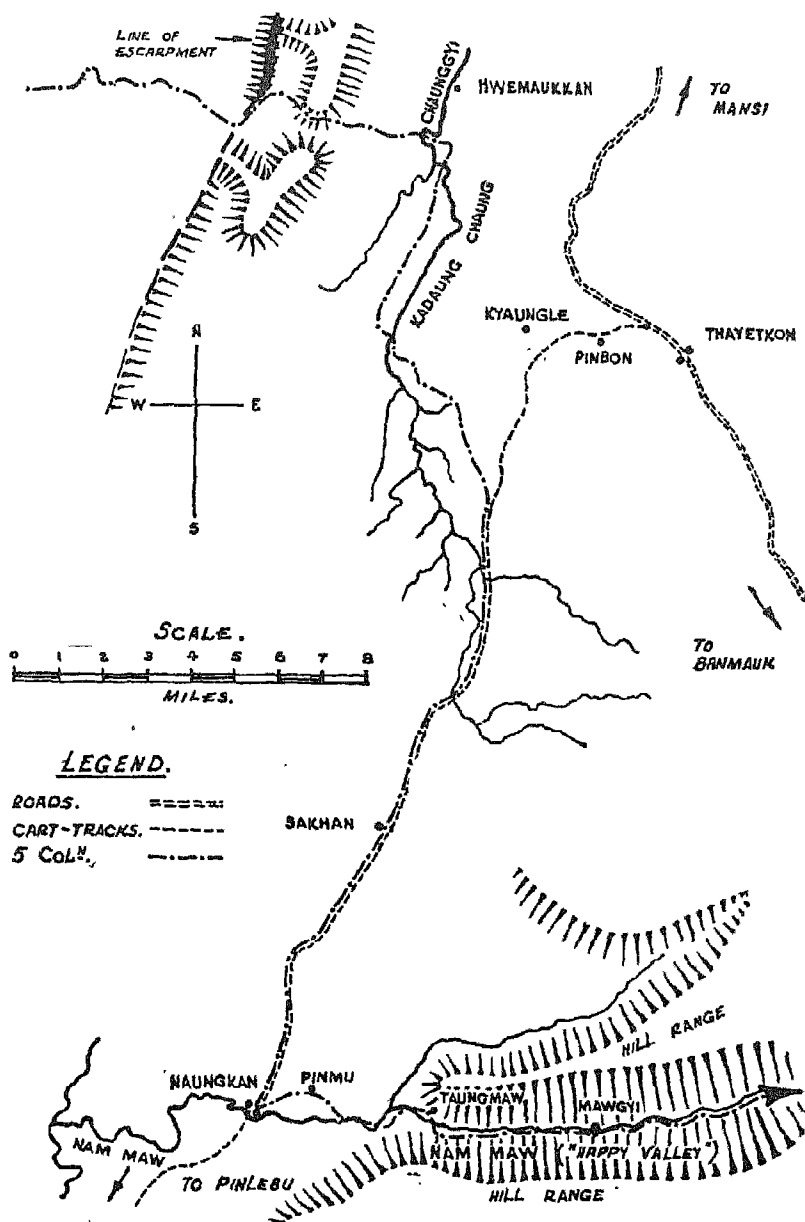 LINE OF
ESCARPMENT
CHAUNGGYI
HWEMAUKKAN
TO
MANSI
KADAUNG CHAUNG
KYAUNGLE
PINBON
THAYETKON
N
W
E
S
SCALE.
0 1 2 3 4 5 6 7 8
MILES.
TO
BANMAUK
LEGEND.
ROADS.
CART-TRACKS.
5 COLN.
SAKHAN
HILL RANGE
NAUNGKAN
PINMU
TAUNGMAW
MAWGYI
NAM MAW
NAM MAW ("HAPPY VALLEY")
TO PINLEBU
HILL RANGE